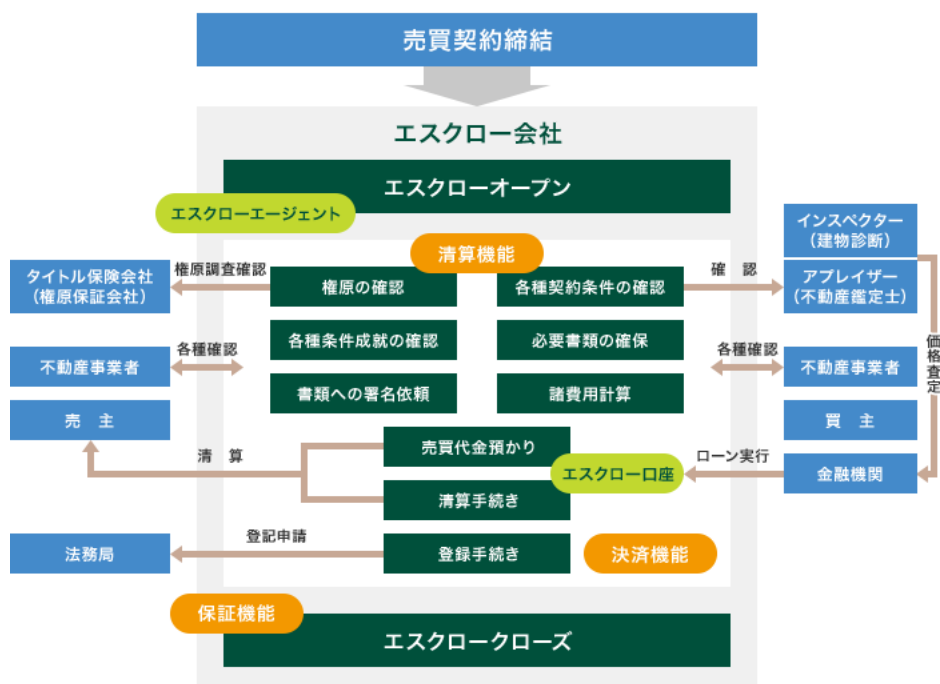 売買契約締結
エスクロー会社
エスクローオープン
エスクローエージェント
清算機能
インスペクター
（建物診断）
タイトル保険会社
（権原保証会社）
権原調査確認
権原の確認
各種契約条件の確認
確　認
アプレイザー
（不動産鑑定士）
各種条件成就の確認
必要書類の確保
不動産事業者
各種確認
各種確認
不動産事業者
価格査定
書類への署名依頼
諸費用計算
売　主
買　主
清　算
売買代金預かり
エスクロー口座
ローン実行
金融機関
清算手続き
法務局
登記申請
登録手続き
決済機能
保証機能
エスクロークローズ